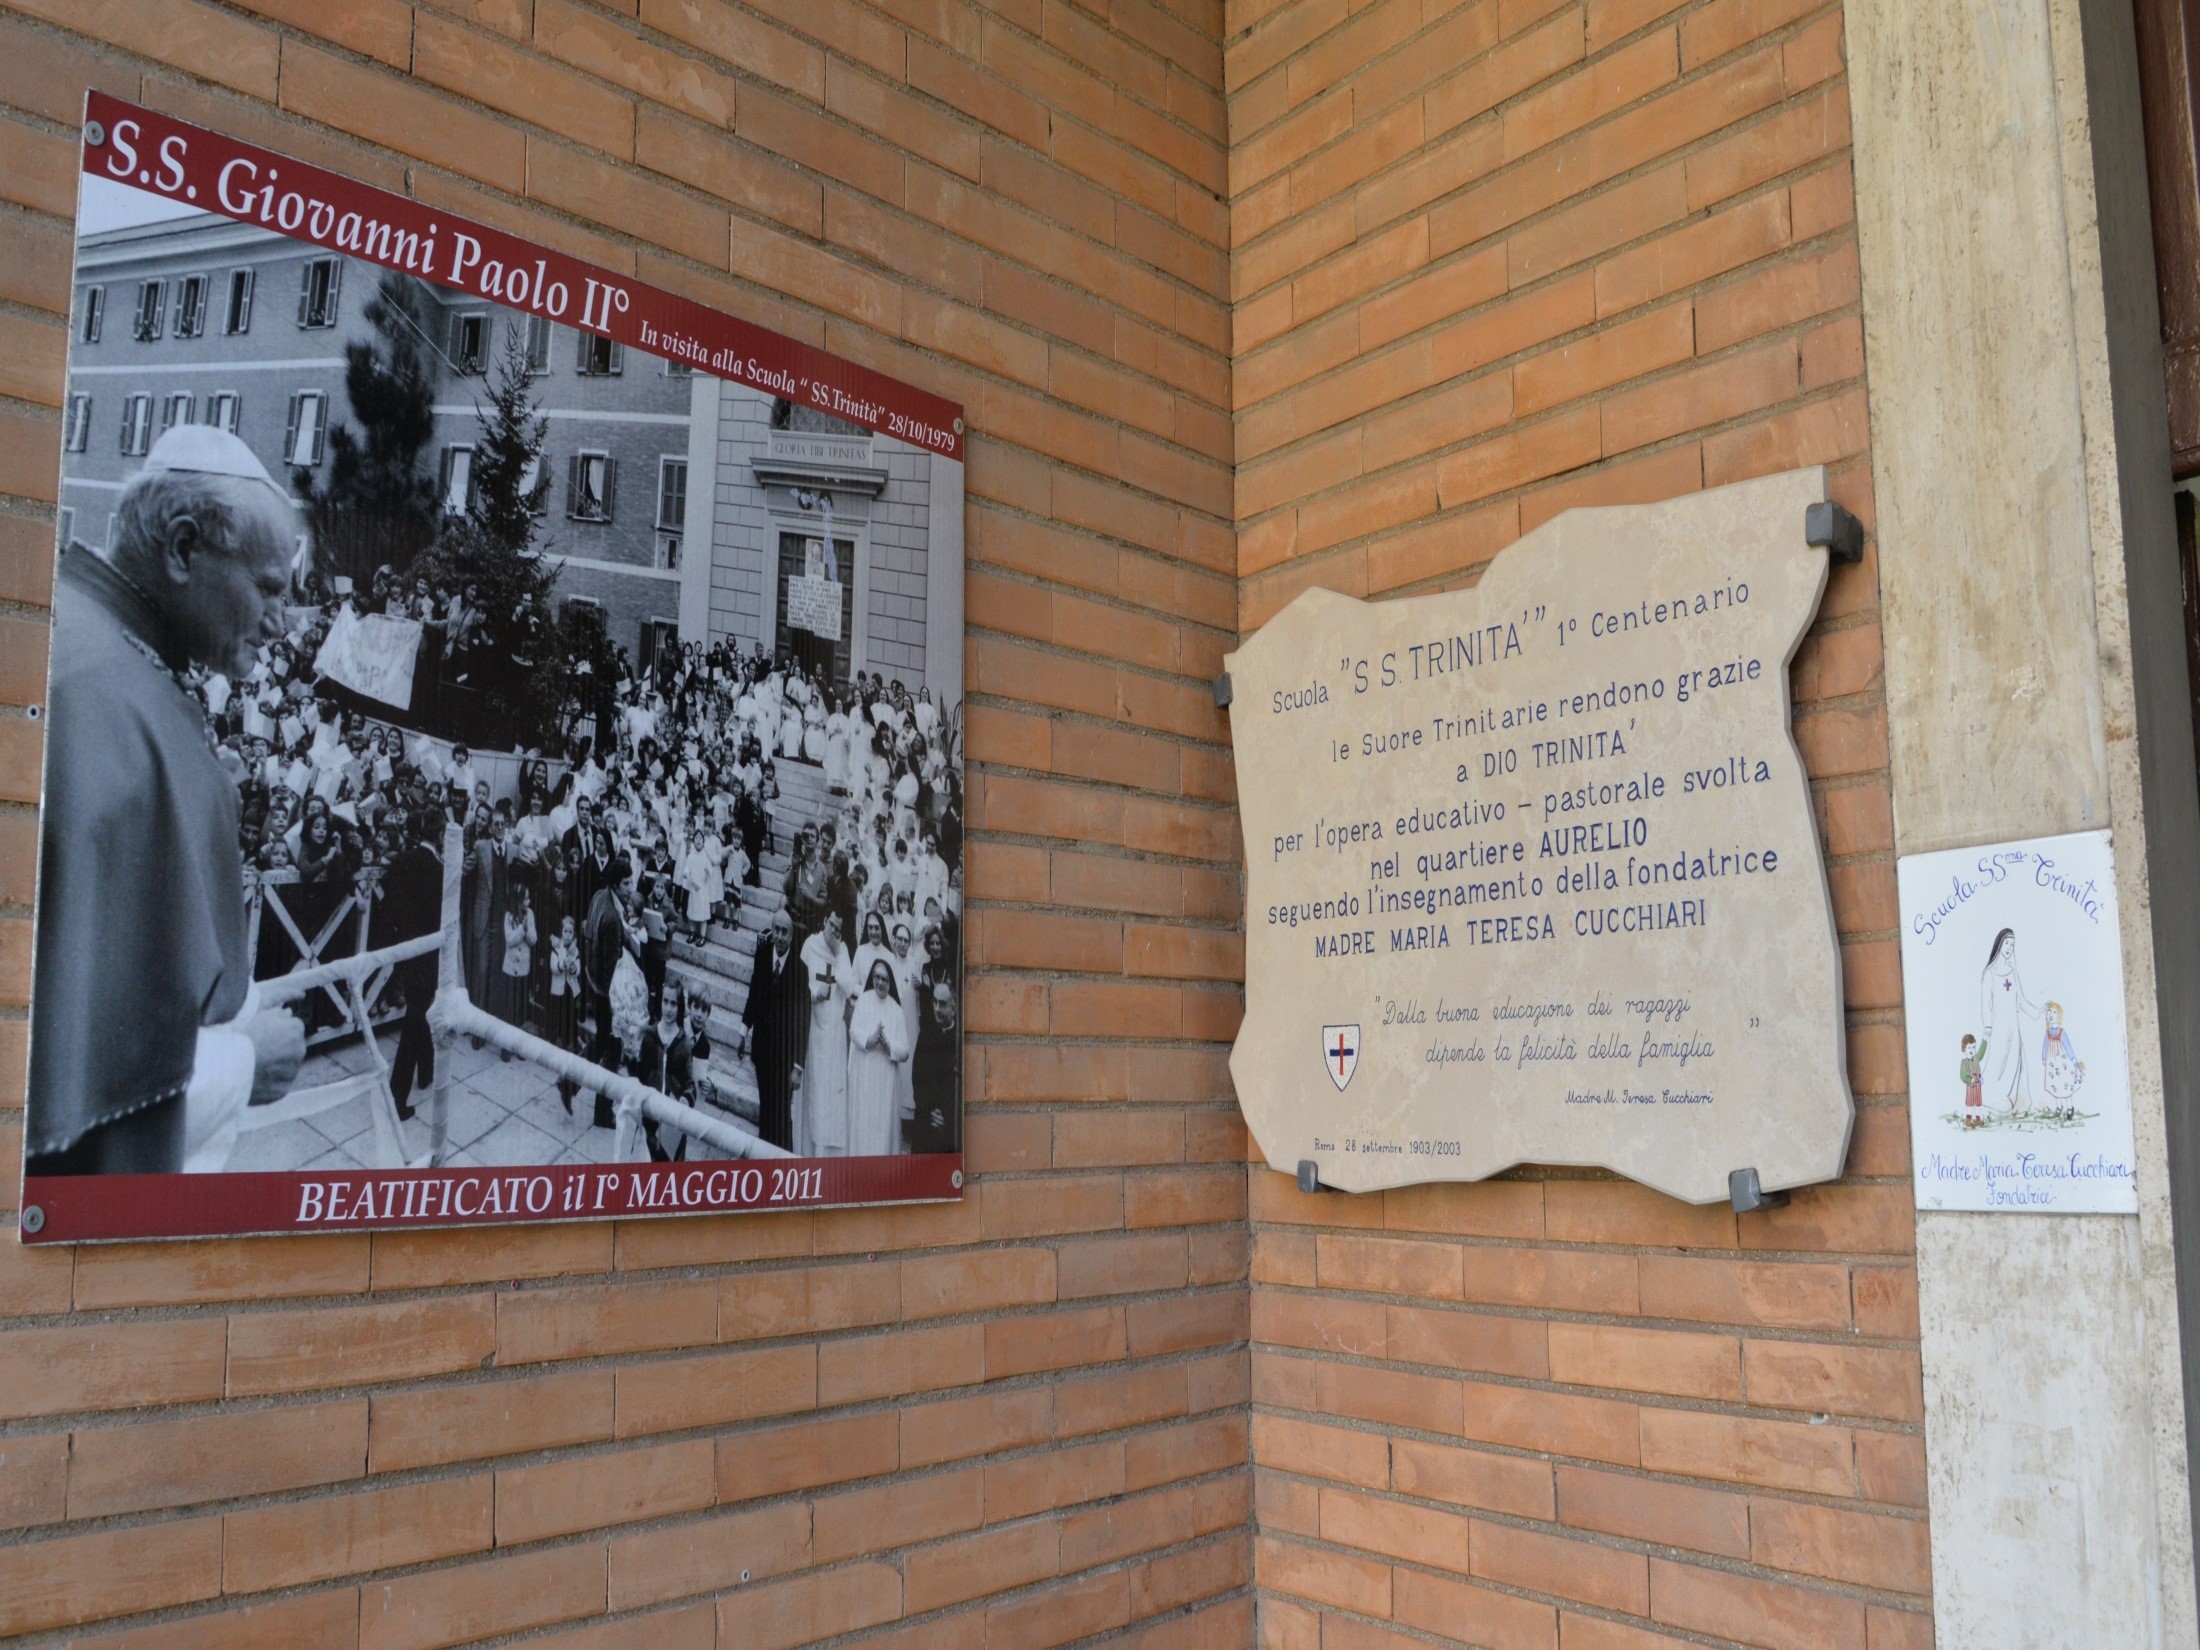 S.S. Giovanni Paolo II° In visita alla Scuola “ SS.Trinità” 28/10/1979
GLORIA TIBI TRINITAS
BEATIFICATO il I° MAGGIO 2011
Scuola "S S. TRINITA'" 1° Centenario
le Suore Trinitarie rendono grazie
a DIO TRINITA'
per l'opera educativo – pastorale svolta
nel quartiere AURELIO
seguendo l'insegnamento della fondatrice
MADRE MARIA TERESA CUCCHIARI
"Dalla buona educazione dei ragazzi
dipende la felicità della famiglia "
Madre M. Teresa Cucchiari
Roma 28 settembre 1903/2003
Scuola SSma Trinità
Madre Maria Teresa Cucchiari
Fondatrice